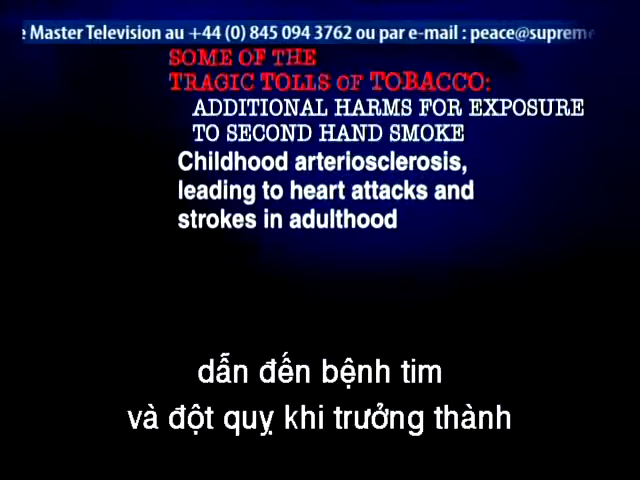 Master Television au +44 (0) 845 094 3762 ou par e-mail : peace@supreme
SOME OF THE
TRAGIC TOLLS OF TOBACCO:
ADDITIONAL HARMS FOR EXPOSURE
TO SECOND HAND SMOKE
Childhood arteriosclerosis,
leading to heart attacks and
strokes in adulthood
dẫn đến bệnh tim
và đột quỵ khi trưởng thành